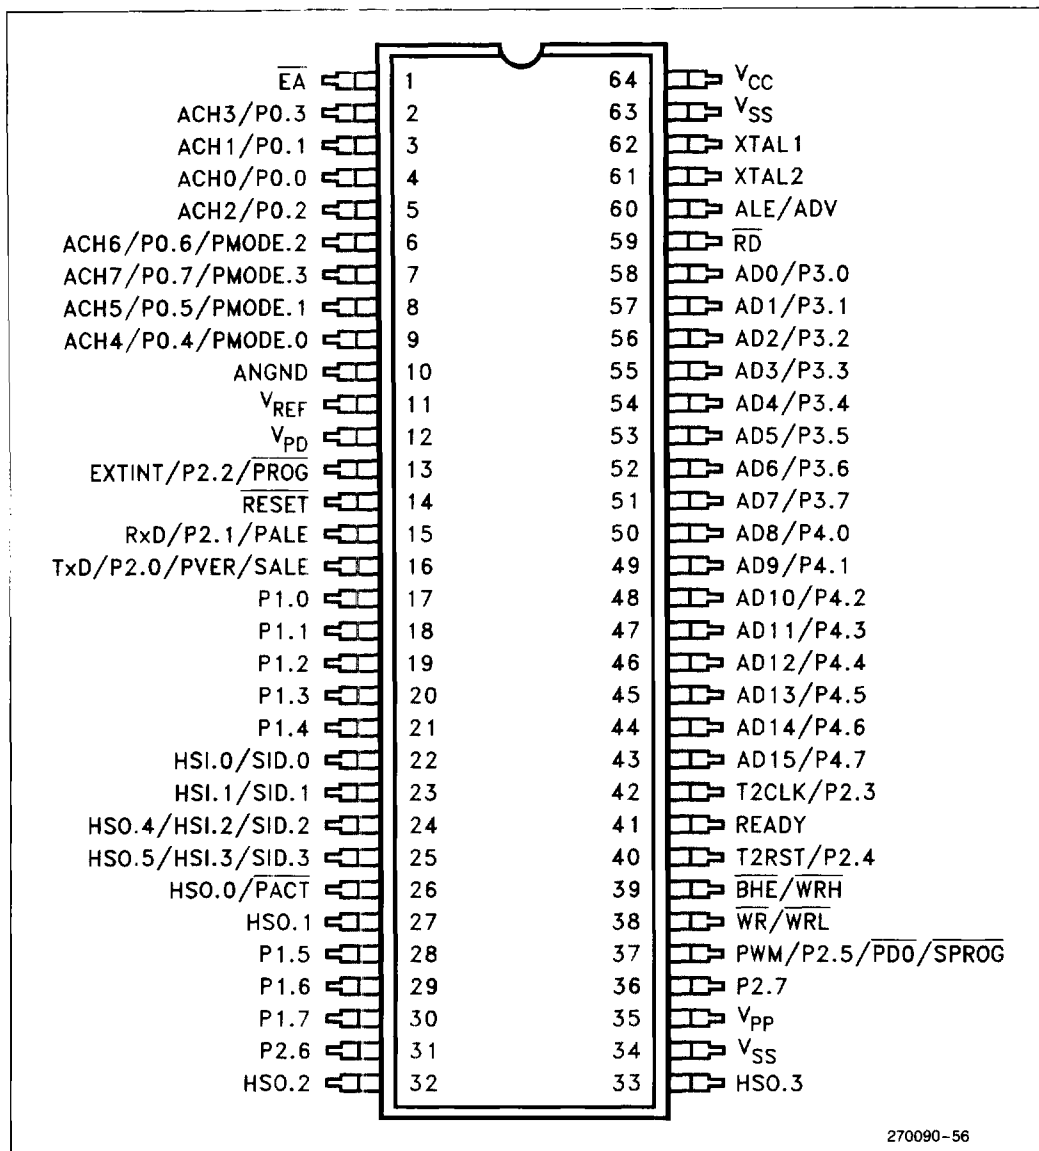 E̅A̅ 1 64 VCC
ACH3/P0.3 2 63 VSS
ACH1/P0.1 3 62 XTAL1
ACH0/P0.0 4 61 XTAL2
ACH2/P0.2 5 60 ALE/ADV
ACH6/P0.6/PMODE.2 6 59 R̅D̅
ACH7/P0.7/PMODE.3 7 58 AD0/P3.0
ACH5/P0.5/PMODE.1 8 57 AD1/P3.1
ACH4/P0.4/PMODE.0 9 56 AD2/P3.2
ANGND 10 55 AD3/P3.3
VREF 11 54 AD4/P3.4
VPD 12 53 AD5/P3.5
EXTINT/P2.2/P̅R̅O̅G̅ 13 52 AD6/P3.6
R̅E̅S̅E̅T̅ 14 51 AD7/P3.7
RxD/P2.1/PALE 15 50 AD8/P4.0
TxD/P2.0/PVER/SALE 16 49 AD9/P4.1
P1.0 17 48 AD10/P4.2
P1.1 18 47 AD11/P4.3
P1.2 19 46 AD12/P4.4
P1.3 20 45 AD13/P4.5
P1.4 21 44 AD14/P4.6
HSI.0/SID.0 22 43 AD15/P4.7
HSI.1/SID.1 23 42 T2CLK/P2.3
HSO.4/HSI.2/SID.2 24 41 READY
HSO.5/HSI.3/SID.3 25 40 T2RST/P2.4
HSO.0/P̅A̅C̅T̅ 26 39 B̅H̅E̅/W̅R̅H̅
HSO.1 27 38 W̅R̅/W̅R̅L̅
P1.5 28 37 PWM/P2.5/P̅D̅O̅/S̅P̅R̅O̅G̅
P1.6 29 36 P2.7
P1.7 30 35 VPP
P2.6 31 34 VSS
HSO.2 32 33 HSO.3
270090-56